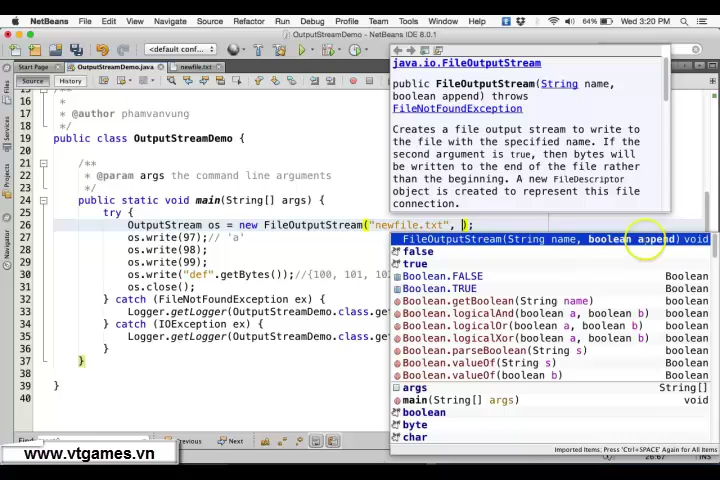 NetBeans File Edit View Navigate Source Refactor Run Debug Profile Team Tools 64% Wed 3:20 PM
OutputStreamDemo - NetBeans IDE 8.0.1
<default conf...
Start Page OutputStreamDemo.java newfile.txt
Source History
Files
Services
Projects
Navigator
15 /**
16 *
17 * @author phamvanvung
18 */
19 public class OutputStreamDemo {
20
21 /**
22 * @param args the command line arguments
23 */
24 public static void main(String[] args) {
25 try {
26 OutputStream os = new FileOutputStream("newfile.txt", );
27 os.write(97);// 'a'
28 os.write(98);
29 os.write(99);
30 os.write("def".getBytes());//{100, 101, 102
31 os.close();
32 } catch (FileNotFoundException ex) {
33 Logger.getLogger(OutputStreamDemo.class.get
34 } catch (IOException ex) {
35 Logger.getLogger(OutputStreamDemo.class.get
36 }
37 }
38
39 }
40
java.io.FileOutputStream
public FileOutputStream(String name,
boolean append) throws
FileNotFoundException
Creates a file output stream to write to
the file with the specified name. If the
second argument is true, then bytes will
be written to the end of the file rather
than the beginning. A new FileDescriptor
object is created to represent this file
connection.
FileOutputStream(String name, boolean append) void
false
true
Boolean.FALSE Boolean
Boolean.TRUE Boolean
Boolean.getBoolean(String name) boolean
Boolean.logicalAnd(boolean a, boolean b) boolean
Boolean.logicalOr(boolean a, boolean b) boolean
Boolean.logicalXor(boolean a, boolean b) boolean
Boolean.parseBoolean(String s) boolean
Boolean.valueOf(String s) Boolean
Boolean.valueOf(boolean b) Boolean
args String[]
main(String[] args) void
boolean
byte
char
Imported Items; Press 'Ctrl+SPACE' Again for All Items
Previous Next
www.vtgames.vn
26:67 INS